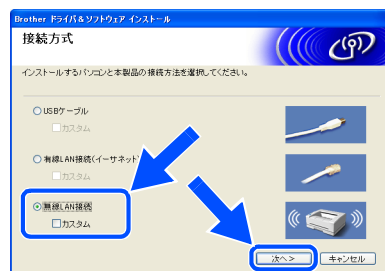 Brother ドライバ&ソフトウェア インストール
接続方式
インストールするパソコンと本製品の接続方法を選択してください。
USBケーブル
カスタム
有線LAN接続(イーサネット)
カスタム
無線LAN接続
カスタム
次へ >
キャンセル